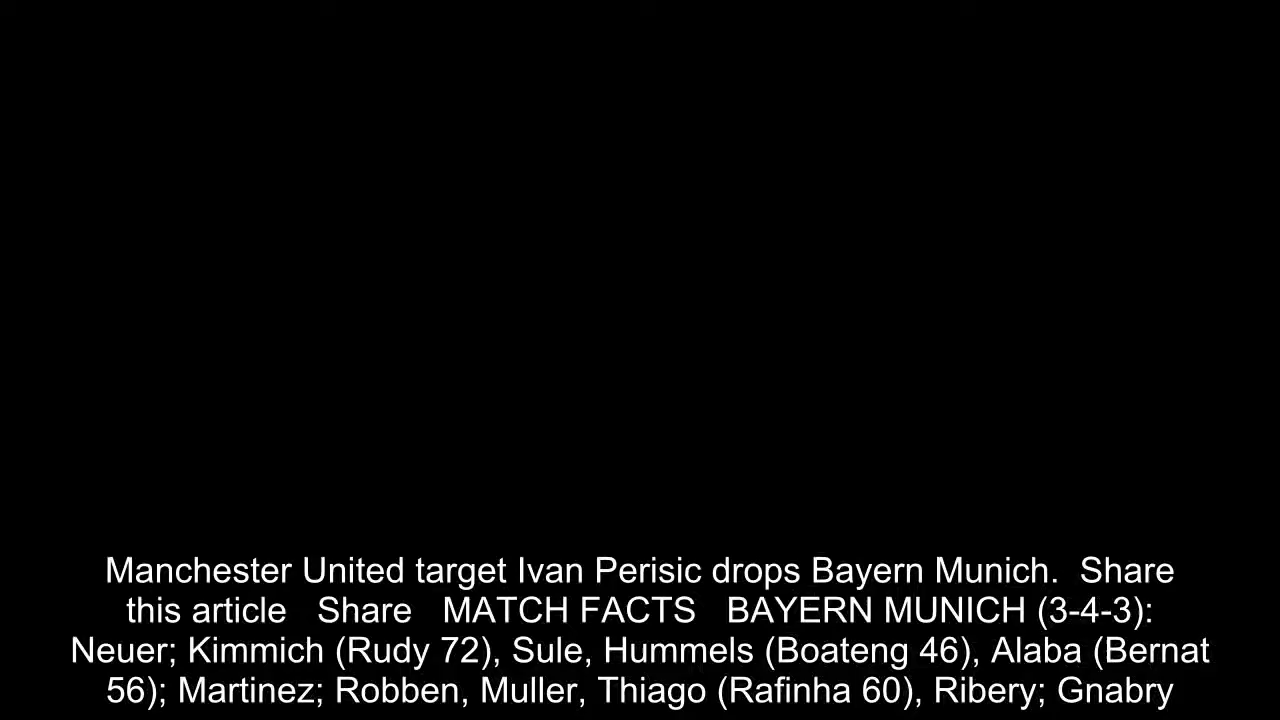 Manchester United target Ivan Perisic drops Bayern Munich.  Share
this article   Share   MATCH FACTS   BAYERN MUNICH (3-4-3):
Neuer; Kimmich (Rudy 72), Sule, Hummels (Boateng 46), Alaba (Bernat
56); Martinez; Robben, Muller, Thiago (Rafinha 60), Ribery; Gnabry